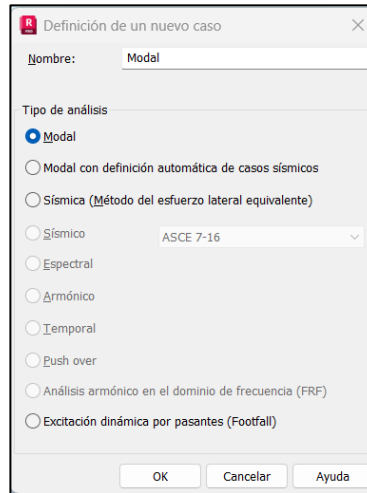 Definición de un nuevo caso
Nombre: Modal
Tipo de análisis
Modal
Modal con definición automática de casos sísmicos
Sísmica (Método del esfuerzo lateral equivalente)
Sísmico ASCE 7-16
Espectral
Armónico
Temporal
Push over
Análisis armónico en el dominio de frecuencia (FRF)
Excitación dinámica por pasantes (Footfall)
OK Cancelar Ayuda